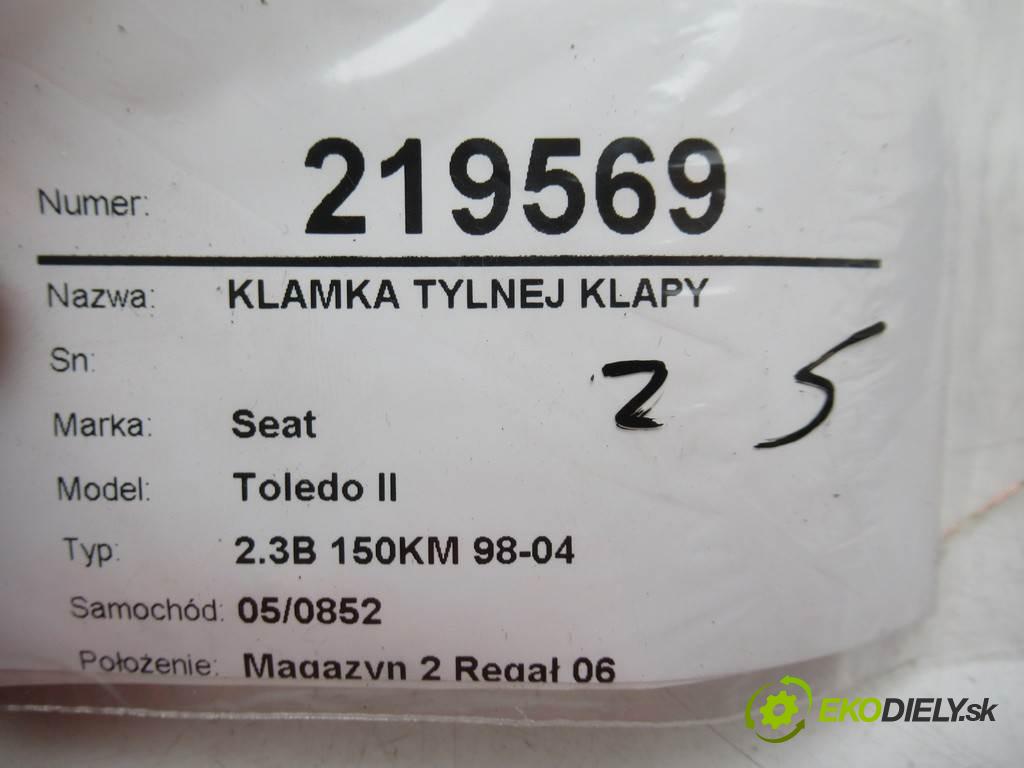 Numer: 219569
Nazwa: KLAMKA TYLNEJ KLAPY
Sn:
2 5
Marka: Seat
Model: Toledo II
Typ: 2.3B 150KM 98-04
Samochód: 05/0852
Położenie: Magazyn 2 Regał 06
EKODIELY.sk